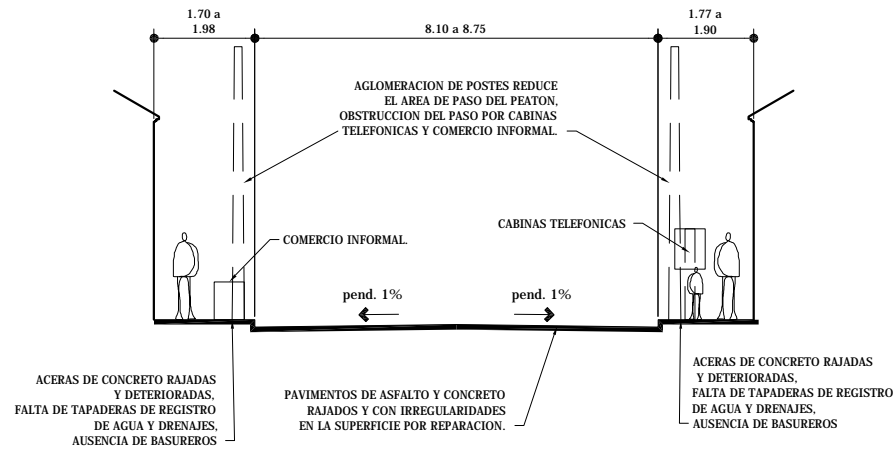 1.70 a
1.98
8.10 a 8.75
1.77 a
1.90
AGLOMERACION DE POSTES REDUCE
EL AREA DE PASO DEL PEATON,
OBSTRUCCION DEL PASO POR CABINAS
TELEFONICAS Y COMERCIO INFORMAL.
CABINAS TELEFONICAS
COMERCIO INFORMAL.
pend. 1%
pend. 1%
ACERAS DE CONCRETO RAJADAS
Y DETERIORADAS,
FALTA DE TAPADERAS DE REGISTRO
DE AGUA Y DRENAJES,
AUSENCIA DE BASUREROS
PAVIMENTOS DE ASFALTO Y CONCRETO
RAJADOS Y CON IRREGULARIDADES
EN LA SUPERFICIE POR REPARACION.
ACERAS DE CONCRETO RAJADAS
Y DETERIORADAS,
FALTA DE TAPADERAS DE REGISTRO
DE AGUA Y DRENAJES,
AUSENCIA DE BASUREROS